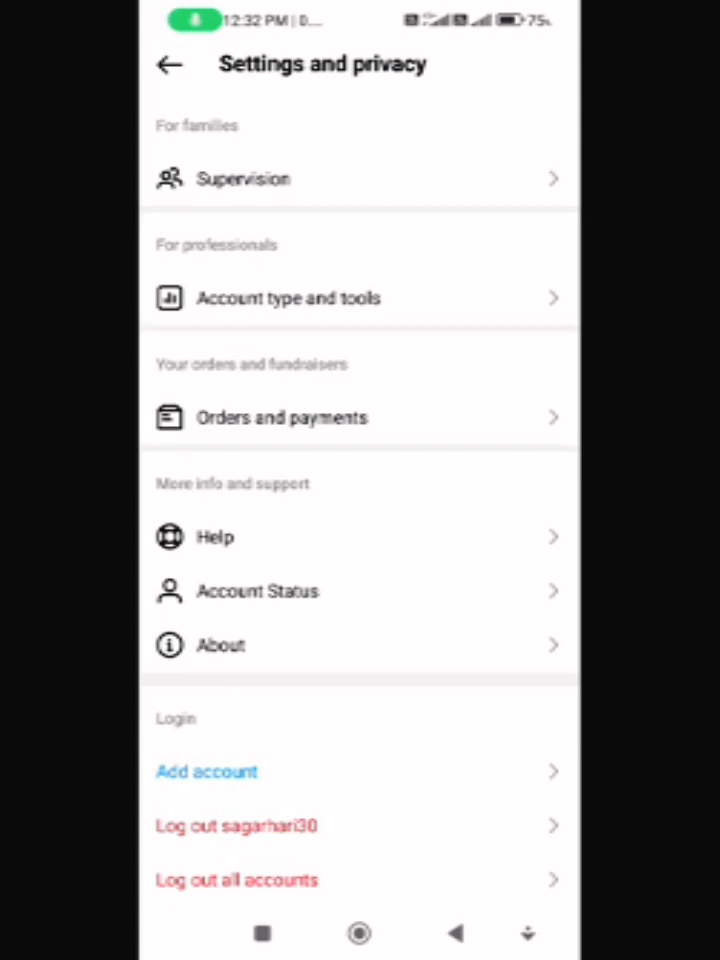 12:32 PM | 0....
75%
Settings and privacy
For families
Supervision
For professionals
Account type and tools
Your orders and fundraisers
Orders and payments
More info and support
Help
Account Status
About
Login
Add account
Log out sagarhari30
Log out all accounts